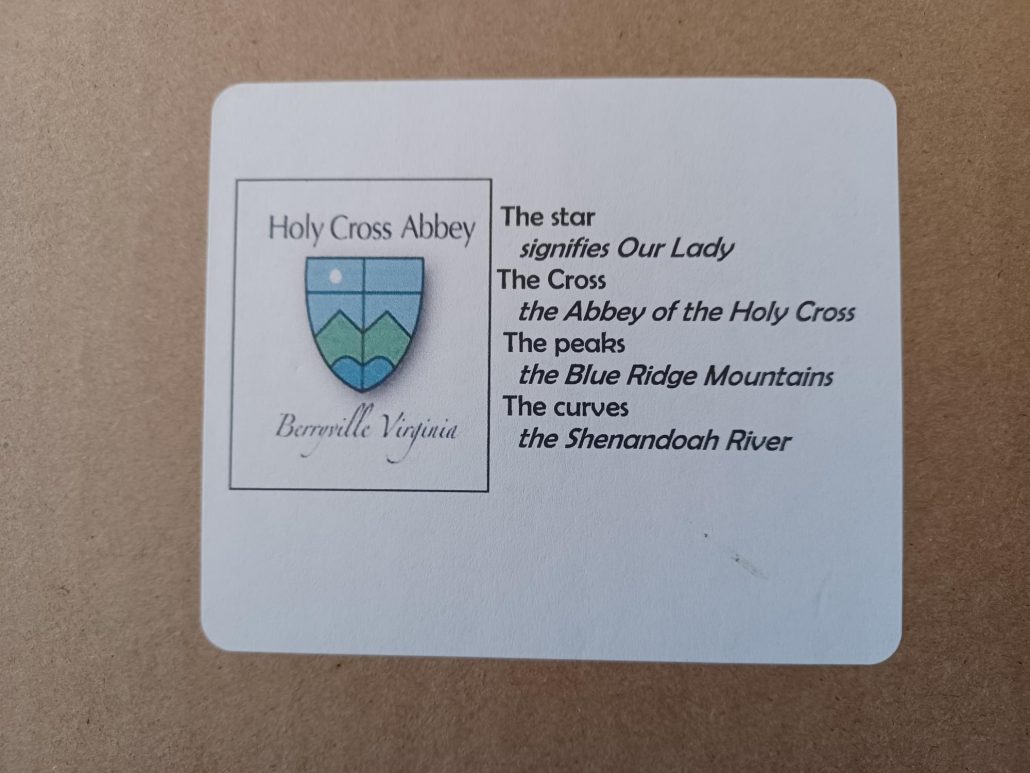 Holy Cross Abbey
Berryville Virginia
The star
signifies Our Lady
The Cross
the Abbey of the Holy Cross
The peaks
the Blue Ridge Mountains
The curves
the Shenandoah River